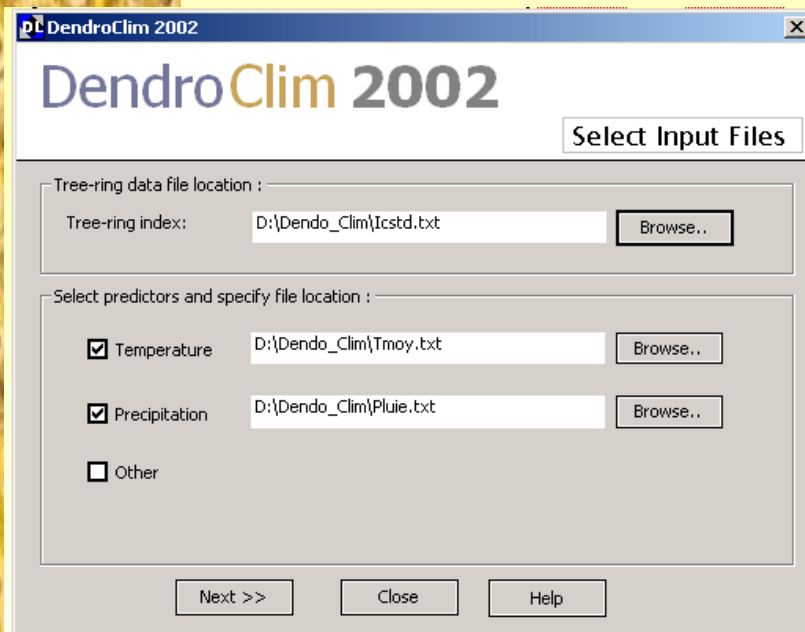 DendroClim 2002
DendroClim 2002
Select Input Files
Tree-ring data file location :
Tree-ring index: D:\Dendo_Clim\Icstd.txt Browse..
Select predictors and specify file location :
Temperature D:\Dendo_Clim\Tmoy.txt Browse..
Precipitation D:\Dendo_Clim\Pluie.txt Browse..
Other
Next >> Close Help